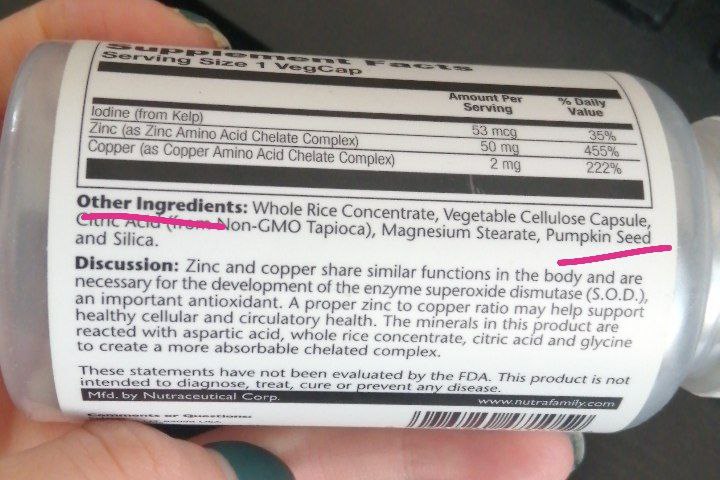 Supplement Facts
Serving Size 1 VegCap
Amount Per Serving
% Daily Value
Iodine (from Kelp) 53 mcg 35%
Zinc (as Zinc Amino Acid Chelate Complex) 50 mg 455%
Copper (as Copper Amino Acid Chelate Complex) 2 mg 222%
Other Ingredients: Whole Rice Concentrate, Vegetable Cellulose Capsule,
Citric Acid (from Non-GMO Tapioca), Magnesium Stearate, Pumpkin Seed
and Silica.
Discussion: Zinc and copper share similar functions in the body and are
necessary for the development of the enzyme superoxide dismutase (S.O.D.),
an important antioxidant. A proper zinc to copper ratio may help support
healthy cellular and circulatory health. The minerals in this product are
reacted with aspartic acid, whole rice concentrate, citric acid and glycine
to create a more absorbable chelated complex.
These statements have not been evaluated by the FDA. This product is not
intended to diagnose, treat, cure or prevent any disease.
Mfd. by Nutraceutical Corp. www.nutrafamily.com
Comments or Questions: